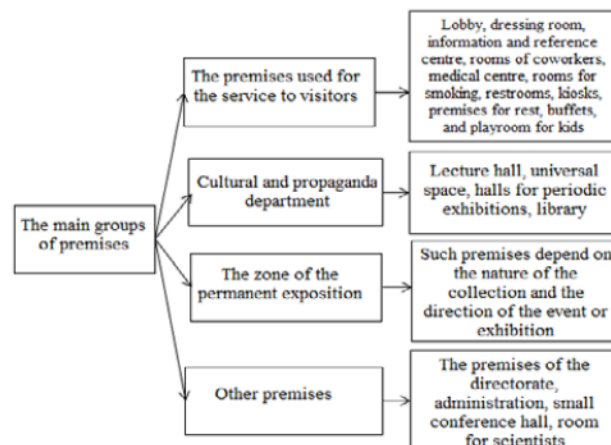 The main groups
of premises
The premises used for
the service to visitors
Lobby, dressing room,
information and reference
centre, rooms of coworkers,
medical centre, rooms for
smoking, restrooms, kiosks,
premises for rest, buffets,
and playroom for kids
Cultural and propaganda
department
Lecture hall, universal
space, halls for periodic
exhibitions, library
The zone of the
permanent exposition
Such premises depend on
the nature of the
collection and the
direction of the event or
exhibition
Other premises
The premises of the
directorate,
administration, small
conference hall, room
for scientists